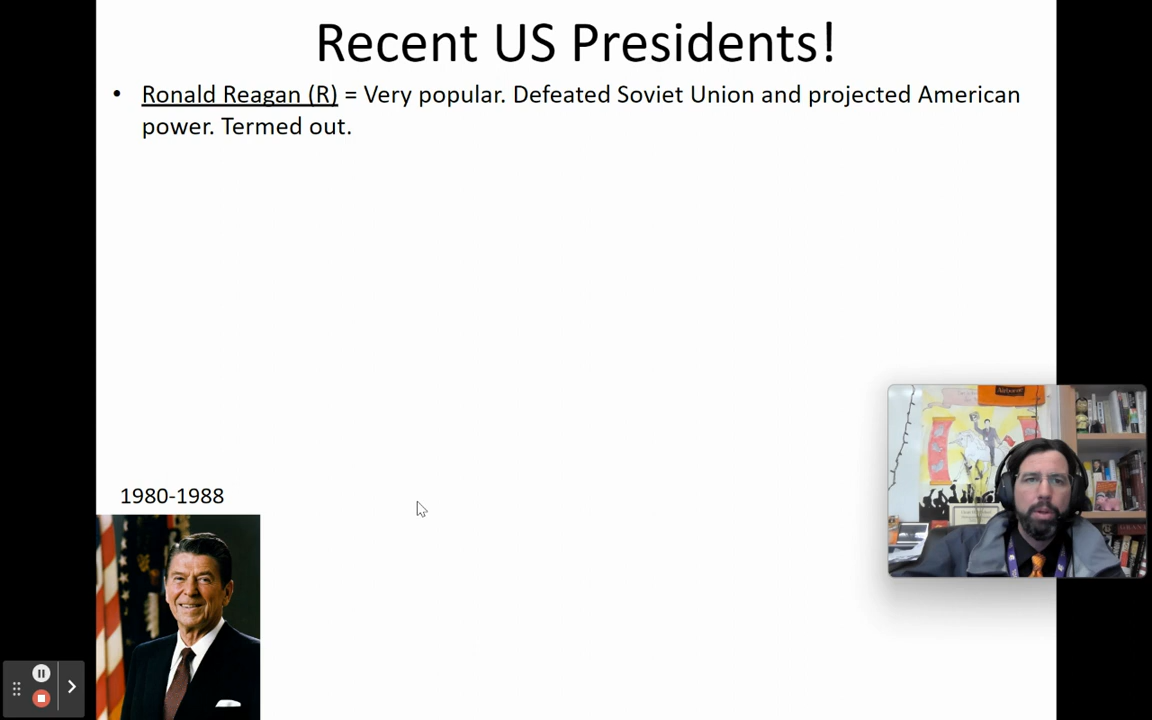 Recent US Presidents!
• Ronald Reagan (R) = Very popular. Defeated Soviet Union and projected American
power. Termed out.
1980-1988